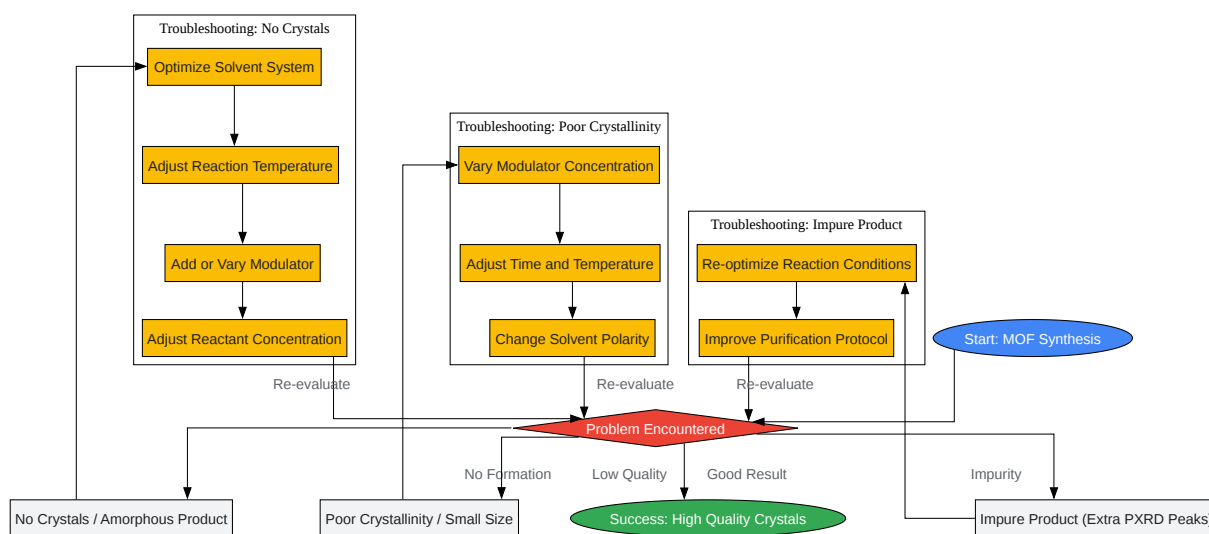 Troubleshooting: No Crystals
Optimize Solvent System
Adjust Reaction Temperature
Add or Vary Modulator
Adjust Reactant Concentration
Troubleshooting: Poor Crystallinity
Vary Modulator Concentration
Adjust Time and Temperature
Change Solvent Polarity
Troubleshooting: Impure Product
Re-optimize Reaction Conditions
Improve Purification Protocol
Start: MOF Synthesis
Re-evaluate
Re-evaluate
Re-evaluate
Problem Encountered
No Formation
Low Quality
Good Result
Impurity
No Crystals / Amorphous Product
Poor Crystallinity / Small Size
Success: High Quality Crystals
Impure Product (Extra PXRD Peaks)